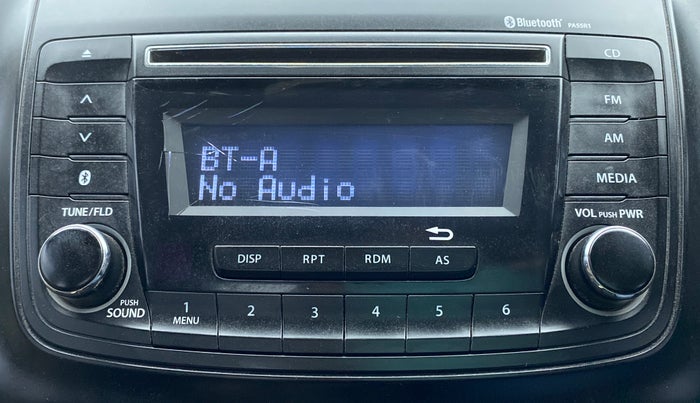 Bluetooth® PA55R1
CD
FM
AM
MEDIA
BT-A
No Audio
TUNE/FLD
VOL PUSH PWR
DISP RPT RDM AS
PUSH
SOUND
1 2 3 4 5 6
MENU